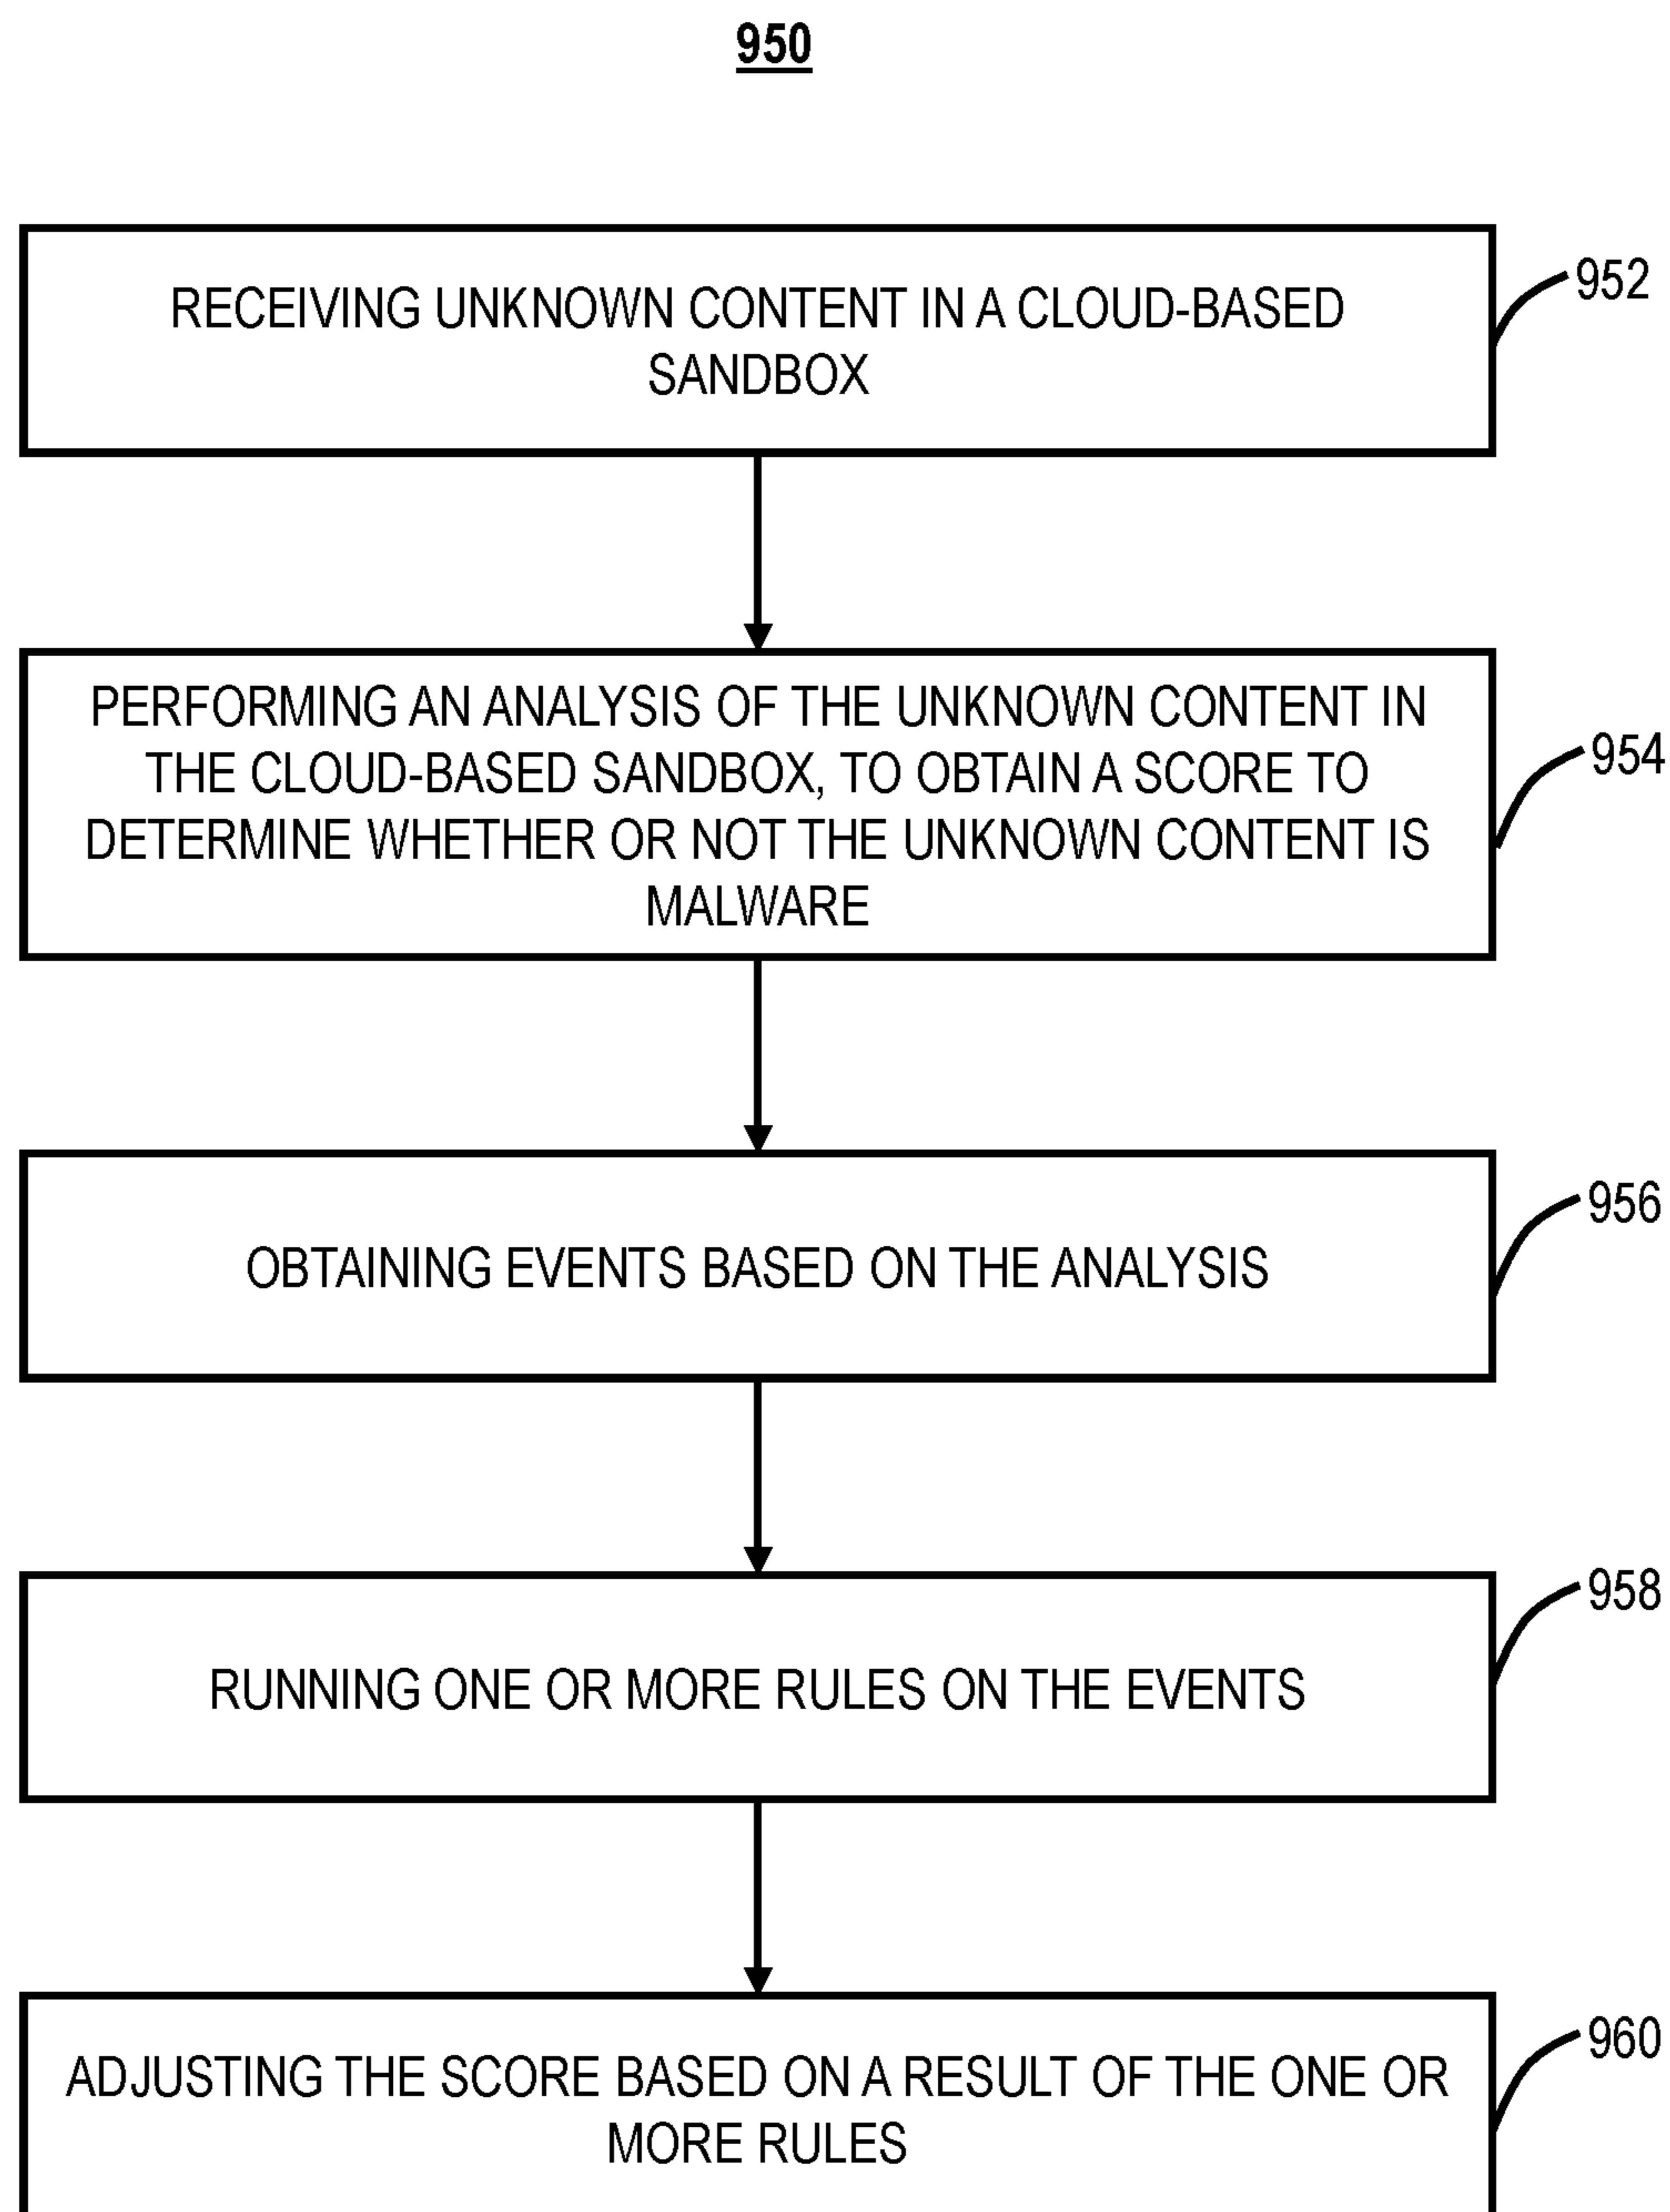 950
RECEIVING UNKNOWN CONTENT IN A CLOUD-BASED
SANDBOX
952
PERFORMING AN ANALYSIS OF THE UNKNOWN CONTENT IN
THE CLOUD-BASED SANDBOX, TO OBTAIN A SCORE TO
DETERMINE WHETHER OR NOT THE UNKNOWN CONTENT IS
MALWARE
954
OBTAINING EVENTS BASED ON THE ANALYSIS
956
RUNNING ONE OR MORE RULES ON THE EVENTS
958
ADJUSTING THE SCORE BASED ON A RESULT OF THE ONE OR
MORE RULES
960